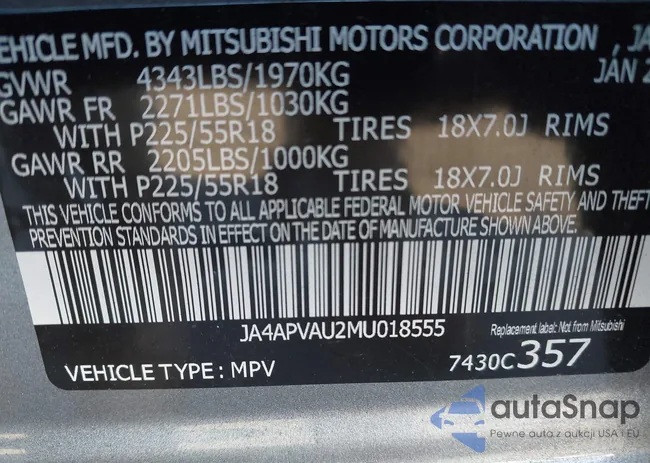 VEHICLE MFD. BY MITSUBISHI MOTORS CORPORATION, JA
GVWR 4343LBS/1970KG JAN 2
GAWR FR 2271LBS/1030KG
WITH P225/55R18 TIRES 18X7.0J RIMS
GAWR RR 2205LBS/1000KG
WITH P225/55R18 TIRES 18X7.0J RIMS
THIS VEHICLE CONFORMS TO ALL APPLICABLE FEDERAL MOTOR VEHICLE SAFETY AND THEFT
PREVENTION STANDARDS IN EFFECT ON THE DATE OF MANUFACTURE SHOWN ABOVE.
JA4APVAU2MU018555
Replacement label: Not from Mitsubishi
VEHICLE TYPE: MPV 7430C357
autaSnap
Pewne auta z aukcji USA i EU